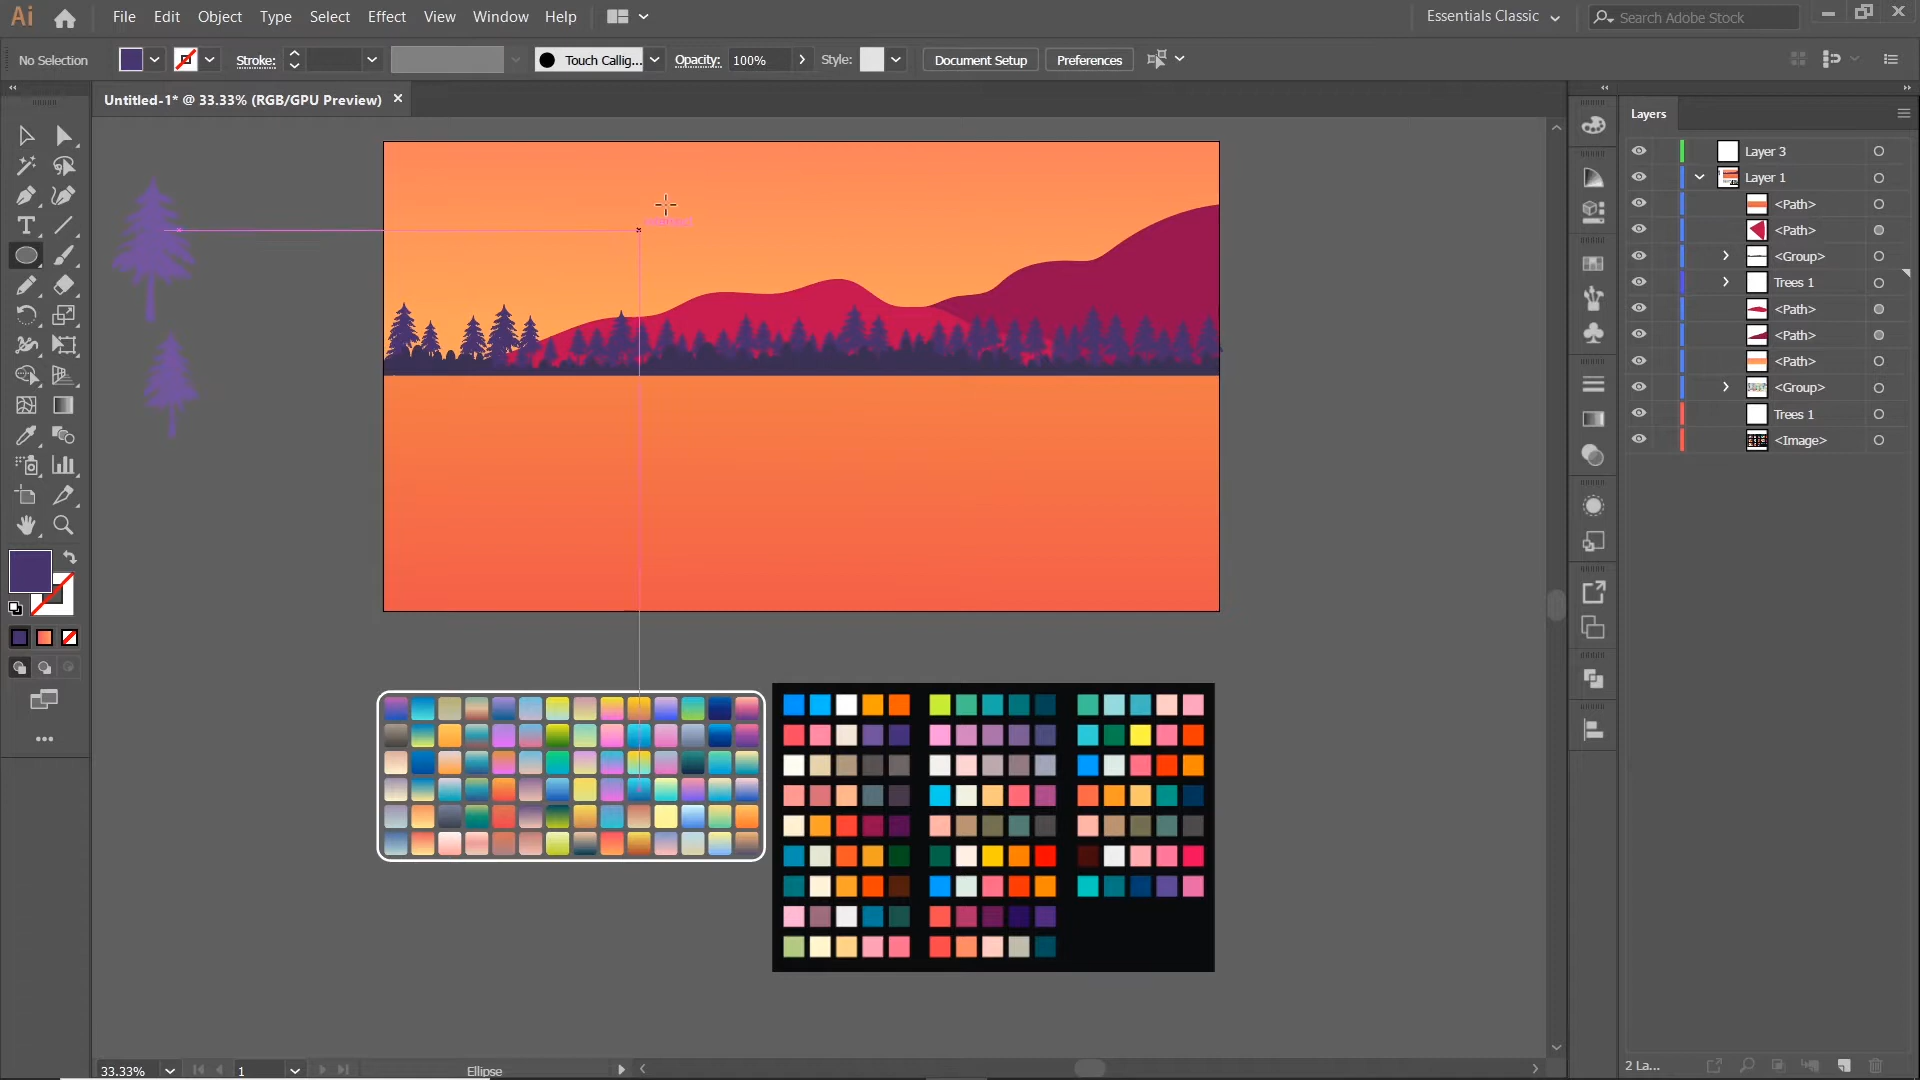 Ai File Edit Object Type Select Effect View Window Help Essentials Classic Search Adobe Stock
No Selection Stroke: Touch Callig... Opacity: 100% Style: Document Setup Preferences
Untitled-1* @ 33.33% (RGB/GPU Preview)
Layers
Layer 3
Layer 1
<Path>
<Path>
<Group>
Trees 1
<Path>
<Path>
<Path>
<Group>
Trees 1
<Image>
33.33% 1 Ellipse 2 La...